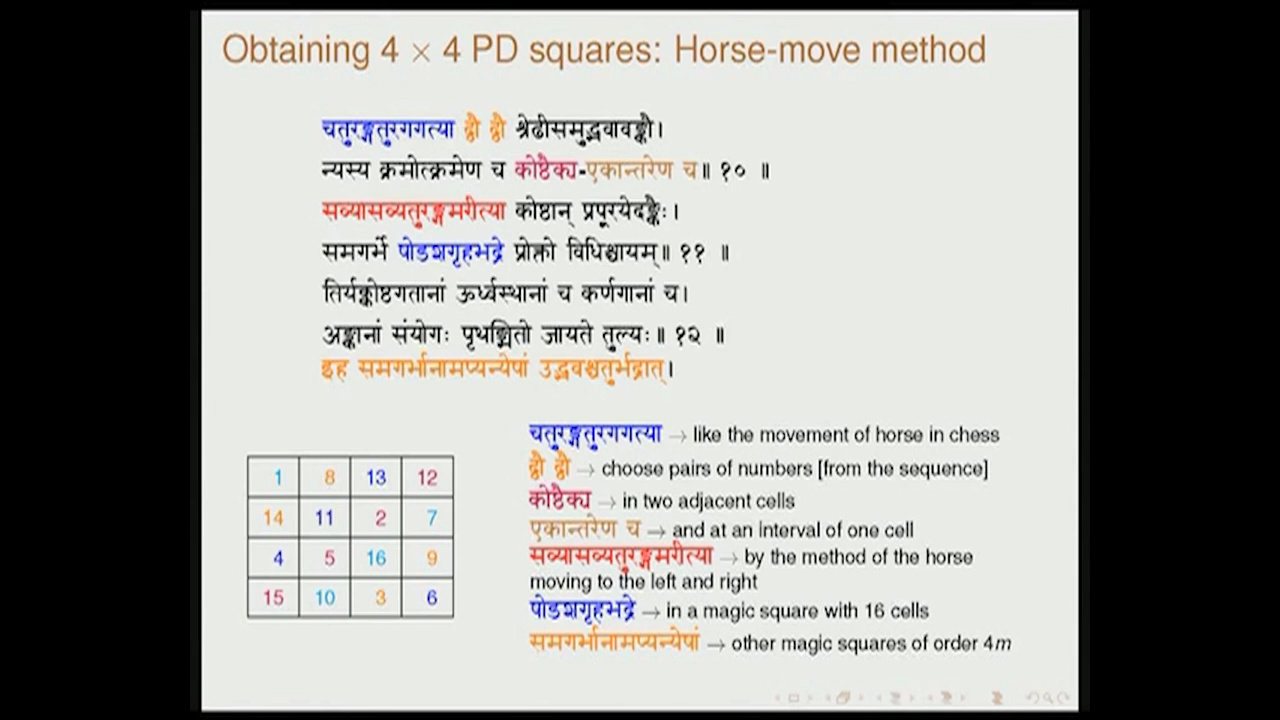 Obtaining 4 × 4 PD squares: Horse-move method
चतुरङ्गतुरगगत्या द्वौ द्वौ श्रेढीसमुद्भवावङ्कौ।
न्यस्य क्रमोत्क्रमेण च कोष्ठैक्य-एकान्तरेण च॥ १० ॥
सव्यासव्यतुरङ्गमरीत्या कोष्ठान् प्रपूरयेदङ्कैः।
समगर्भे षोडशगृहभद्रे प्रोक्तो विधिश्चायम्॥ ११ ॥
तिर्यक्कोष्ठगतानां ऊर्ध्वस्थानां च कर्णगानां च।
अङ्कानां संयोगः पृथक्स्थितो जायते तुल्यः॥ १२ ॥
इह समगर्भानामप्यन्येषां उद्भवश्चतुर्भद्रात्।
चतुरङ्गतुरगगत्या → like the movement of horse in chess
द्वौ द्वौ → choose pairs of numbers [from the sequence]
कोष्ठैक्य → in two adjacent cells
एकान्तरेण च → and at an interval of one cell
सव्यासव्यतुरङ्गमरीत्या → by the method of the horse
moving to the left and right
षोडशगृहभद्रे → in a magic square with 16 cells
समगर्भानामप्यन्येषां → other magic squares of order 4m
1 8 13 12
14 11 2 7
4 5 16 9
15 10 3 6